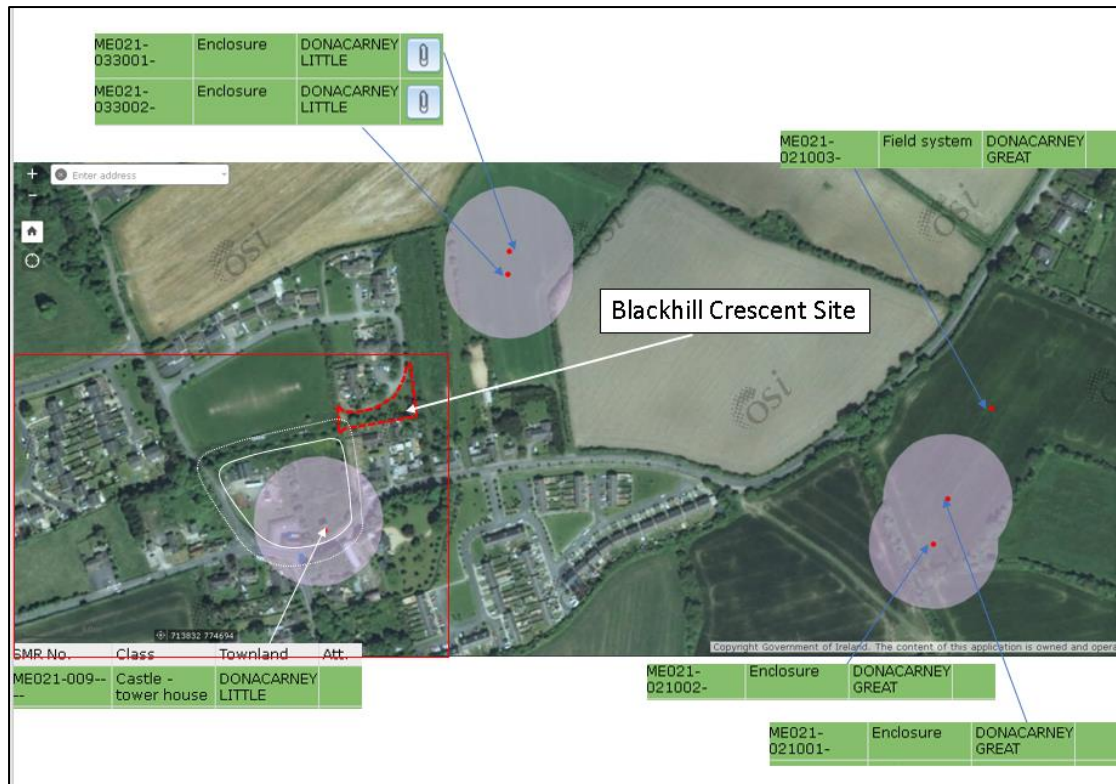 ME021- Enclosure DONACARNEY
033001- LITTLE
ME021- Enclosure DONACARNEY
033002- LITTLE
ME021- Field system DONACARNEY
021003- GREAT
+ Enter address
−
osi
osi
osi
osi
Blackhill Crescent Site
713832 774694
Copyright Government of Ireland. The content of this application is owned and opera
SMR No. Class Townland Att.
ME021-009-- Castle - DONACARNEY
-- tower house LITTLE
ME021- Enclosure DONACARNEY
021002- GREAT
ME021- Enclosure DONACARNEY
021001- GREAT